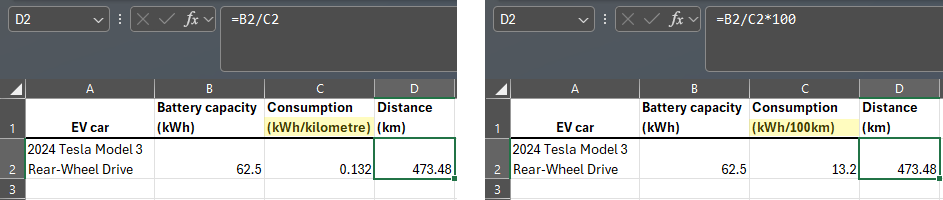 D2 fx =B2/C2
A B C D
1 EV car Battery capacity (kWh) Consumption (kWh/kilometre) Distance (km)
2 2024 Tesla Model 3 Rear-Wheel Drive 62.5 0.132 473.48
3
D2 fx =B2/C2*100
A B C D
1 EV car Battery capacity (kWh) Consumption (kWh/100km) Distance (km)
2 2024 Tesla Model 3 Rear-Wheel Drive 62.5 13.2 473.48
3